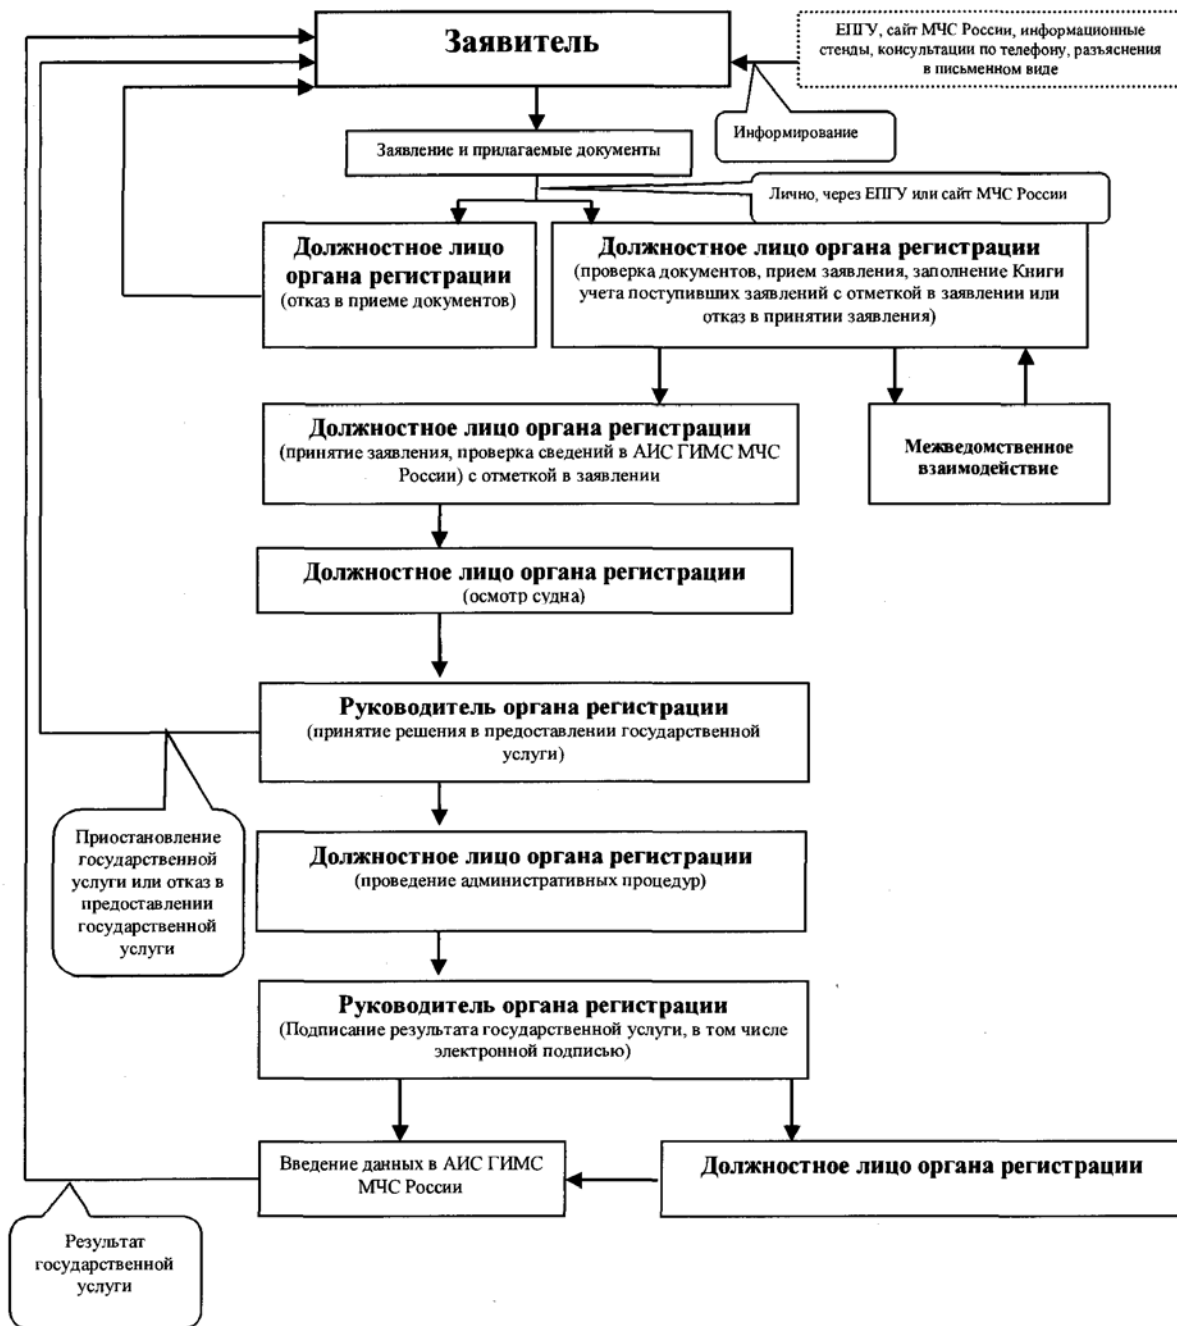 Заявитель
ЕПГУ, сайт МЧС России, информационные
стенды, консультации по телефону, разъяснения
в письменном виде
Информирование
Заявление и прилагаемые документы
Лично, через ЕПГУ или сайт МЧС России
Должностное лицо
органа регистрации
(отказ в приеме документов)
Должностное лицо органа регистрации
(проверка документов, прием заявления, заполнение Книги
учета поступивших заявлений с отметкой в заявлении или
отказ в принятии заявления)
Должностное лицо органа регистрации
(принятие заявления, проверка сведений в АИС ГИМС МЧС
России) с отметкой в заявлении
Межведомственное
взаимодействие
Должностное лицо органа регистрации
(осмотр судна)
Руководитель органа регистрации
(принятие решения в предоставлении государственной
услуги)
Приостановление
государственной
услуги или отказ в
предоставлении
государственной
услуги
Должностное лицо органа регистрации
(проведение административных процедур)
Руководитель органа регистрации
(Подписание результата государственной услуги, в том числе
электронной подписью)
Введение данных в АИС ГИМС
МЧС России
Должностное лицо органа регистрации
Результат
государственной
услуги